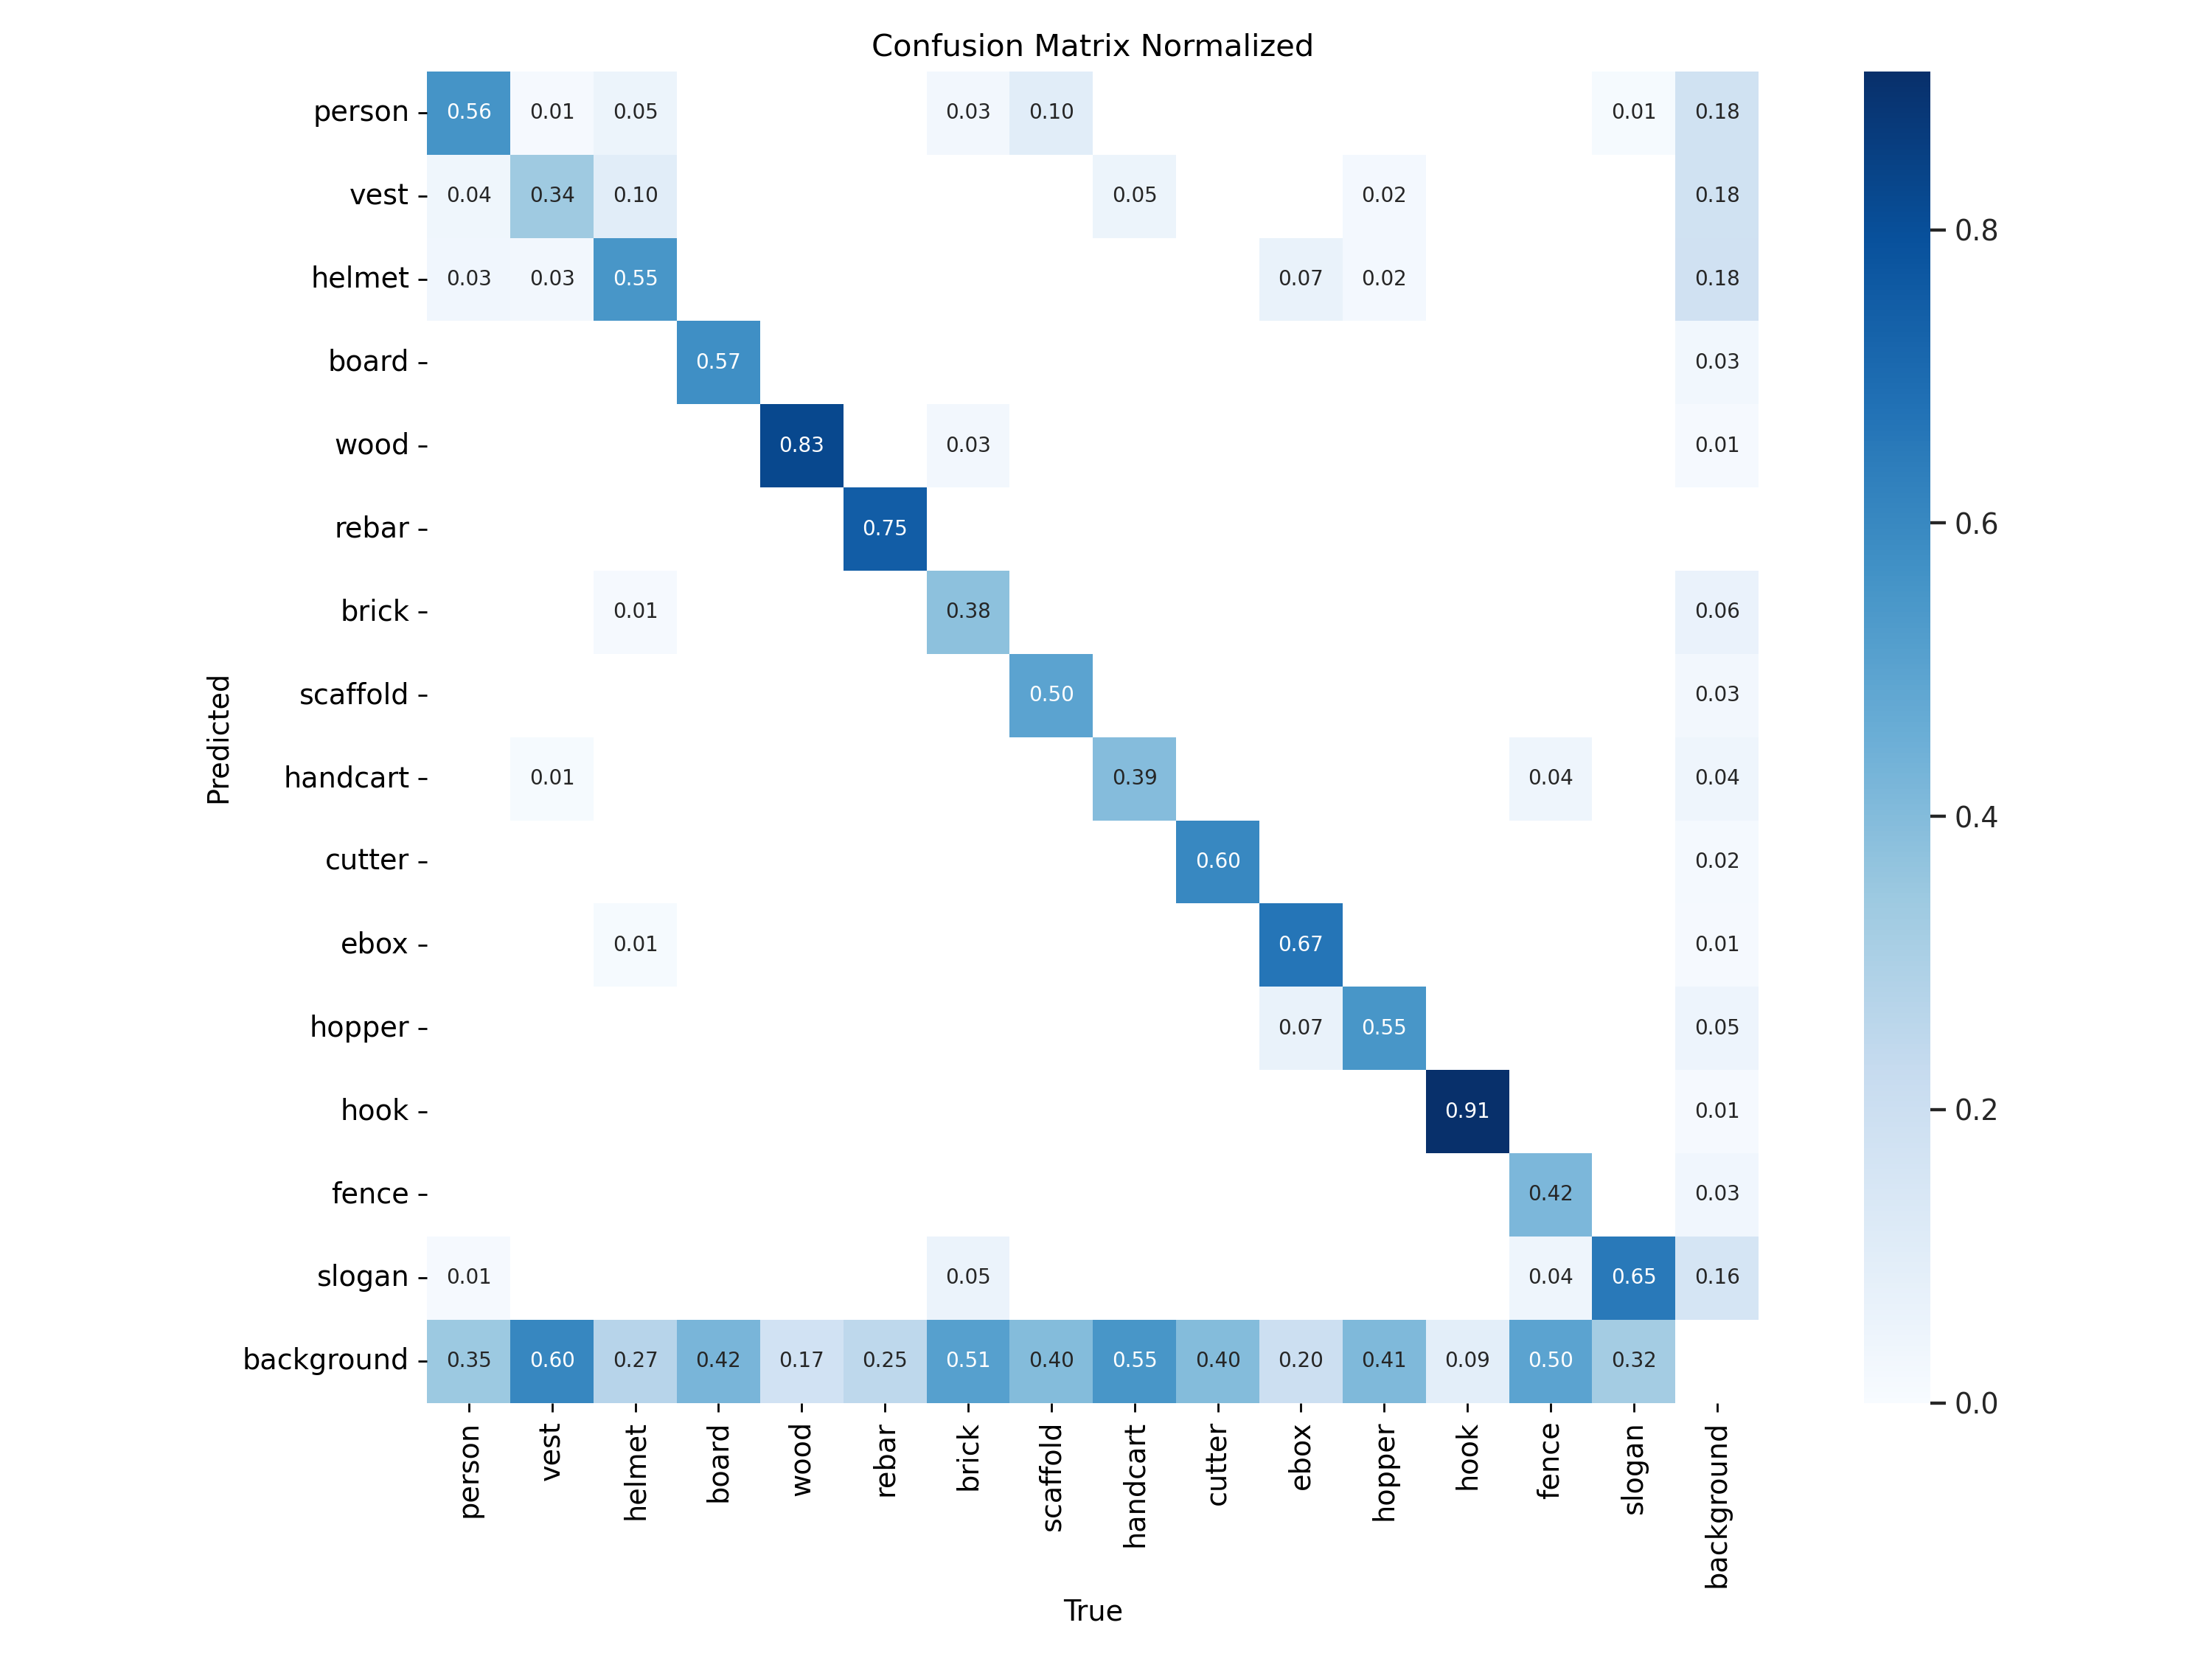 Confusion Matrix Normalized
person 0.56 0.01 0.05 0.03 0.10 0.01 0.18
vest 0.04 0.34 0.10 0.05 0.02 0.18
helmet 0.03 0.03 0.55 0.07 0.02 0.18
board 0.57 0.03
wood 0.83 0.03 0.01
rebar 0.75
brick 0.01 0.38 0.06
scaffold 0.50 0.03
handcart 0.01 0.39 0.04 0.04
cutter 0.60 0.02
ebox 0.01 0.67 0.01
hopper 0.07 0.55 0.05
hook 0.91 0.01
fence 0.42 0.03
slogan 0.01 0.05 0.04 0.65 0.16
background 0.35 0.60 0.27 0.42 0.17 0.25 0.51 0.40 0.55 0.40 0.20 0.41 0.09 0.50 0.32
person vest helmet board wood rebar brick scaffold handcart cutter ebox hopper hook fence slogan background
True
Predicted
0.8
0.6
0.4
0.2
0.0